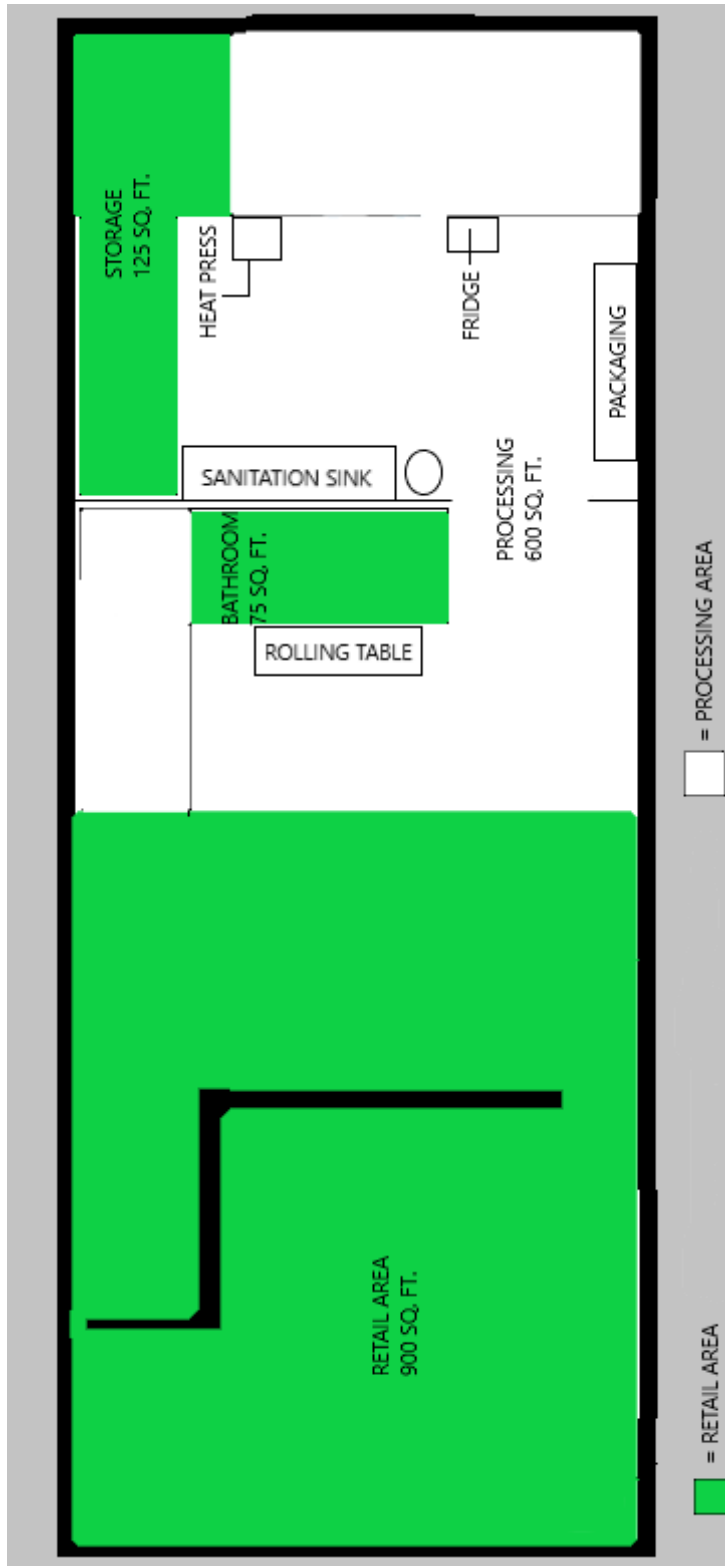 STORAGE
125 SQ. FT.
HEAT PRESS
FRIDGE
PACKAGING
SANITATION SINK
PROCESSING
600 SQ. FT.
BATHROOM
75 SQ. FT.
ROLLING TABLE
= PROCESSING AREA
RETAIL AREA
900 SQ. FT.
= RETAIL AREA